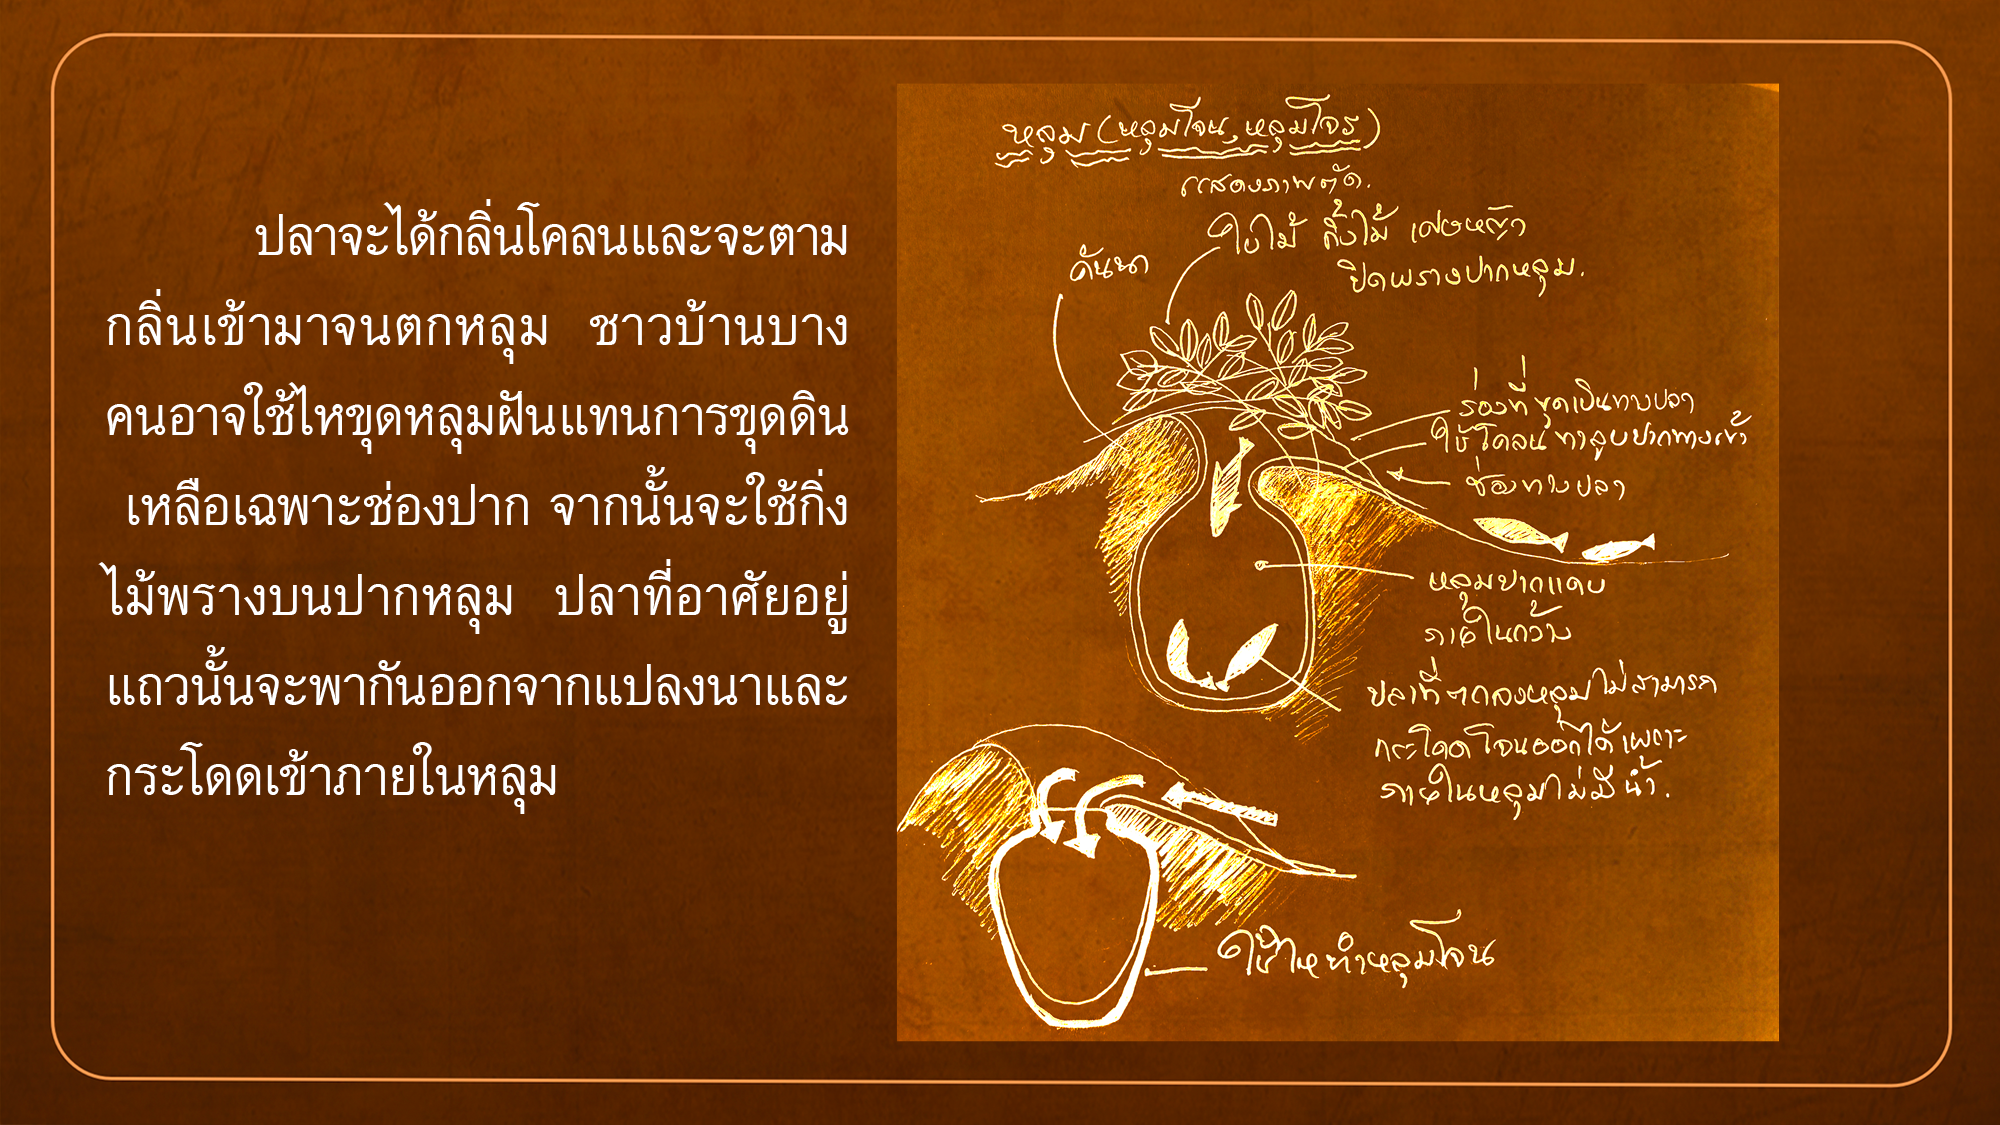 ปลาจะได้กลิ่นโคลนและจะตาม
กลิ่นเข้ามาจนตกหลุม ชาวบ้านบาง
คนอาจใช้ไหขุดหลุมฝันแทนการขุดดิน
เหลือเฉพาะช่องปาก จากนั้นจะใช้กิ่ง
ไม้พรางบนปากหลุม ปลาที่อาศัยอยู่
แถวนั้นจะพากันออกจากแปลงนาและ
กระโดดเข้าภายในหลุม
หลุม (หลุมโจน, หลุมโจร)
แสดงภาพตัด.
ใบไม้ กิ่งไม้ เศษหญ้า
ปิดพรางปากหลุม.
คันนา
ร่องที่ขุดเป็นทางปลา
ใช้โคลนทาลูบปากทางเข้า
ช่องทางปลา
หลุมปากแคบ
ภายในกว้าง
ปลาที่ตกลงหลุมไม่สามารถ
กระโดดโจนออกได้เพราะ
ภายในหลุมไม่มีน้ำ.
ใช้ไหทำหลุมโจน